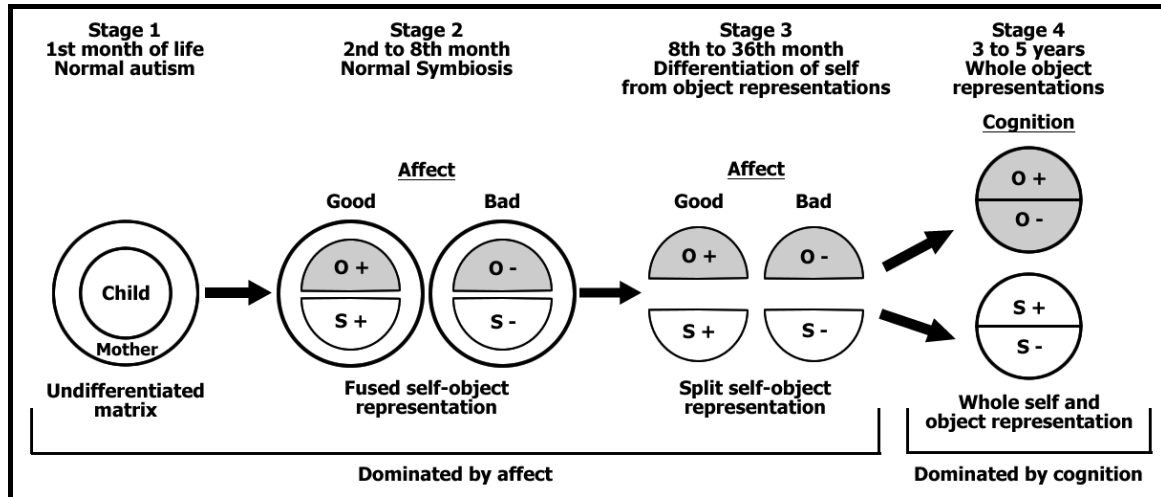 Stage 1
1st month of life
Normal autism
Stage 2
2nd to 8th month
Normal Symbiosis
Stage 3
8th to 36th month
Differentiation of self
from object representations
Stage 4
3 to 5 years
Whole object
representations
Child
Mother
Undifferentiated
matrix
Affect
Good
Bad
O +
O -
S +
S -
Fused self-object
representation
Affect
Good
Bad
O +
O -
S +
S -
Split self-object
representation
Cognition
O +
O -
S +
S -
Whole self and
object representation
Dominated by affect
Dominated by cognition